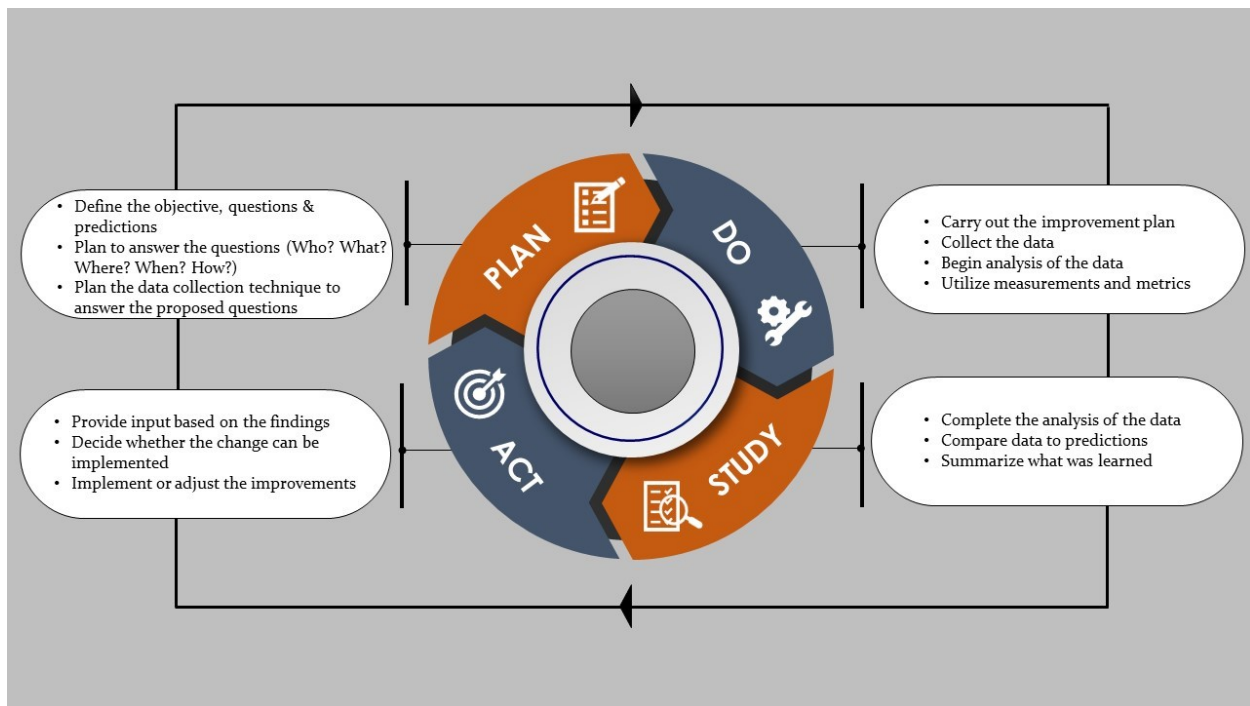 PLAN
• Define the objective, questions &
predictions
• Plan to answer the questions (Who? What?
Where? When? How?)
• Plan the data collection technique to
answer the proposed questions
DO
• Carry out the improvement plan
• Collect the data
• Begin analysis of the data
• Utilize measurements and metrics
STUDY
• Complete the analysis of the data
• Compare data to predictions
• Summarize what was learned
ACT
• Provide input based on the findings
• Decide whether the change can be
implemented
• Implement or adjust the improvements